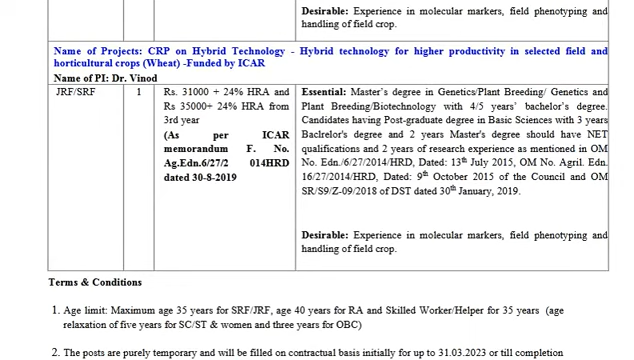 Desirable: Experience in molecular markers, field phenotyping and
handling of field crop.
Name of Projects: CRP on Hybrid Technology - Hybrid technology for higher productivity in selected field and
horticultural crops (Wheat) -Funded by ICAR
Name of PI: Dr. Vinod
JRF/SRF
1
Rs. 31000 + 24% HRA and
Rs 35000+ 24% HRA from
3rd year
(As per ICAR
memorandum F. No.
Ag.Edn.6/27/2 014HRD
dated 30-8-2019
Essential: Master's degree in Genetics/Plant Breeding/ Genetics and
Plant Breeding/Biotechnology with 4/5 years' bachelor's degree.
Candidates having Post-graduate degree in Basic Sciences with 3 years
Baclrelor's degree and 2 years Master's degree should have NET
qualifications and 2 years of research experience as mentioned in OM
No. Edn./6/27/2014/HRD, Dated: 13th July 2015, OM No. Agril. Edn.
16/27/2014/HRD, Dated: 9th October 2015 of the Council and OM
SR/S9/Z-09/2018 of DST dated 30th January, 2019.
Desirable: Experience in molecular markers, field phenotyping and
handling of field crop.
Terms & Conditions
1. Age limit: Maximum age 35 years for SRF/JRF, age 40 years for RA and Skilled Worker/Helper for 35 years (age
relaxation of five years for SC/ST & women and three years for OBC)
2. The posts are purely temporary and will be filled on contractual basis initially for up to 31.03.2023 or till completion